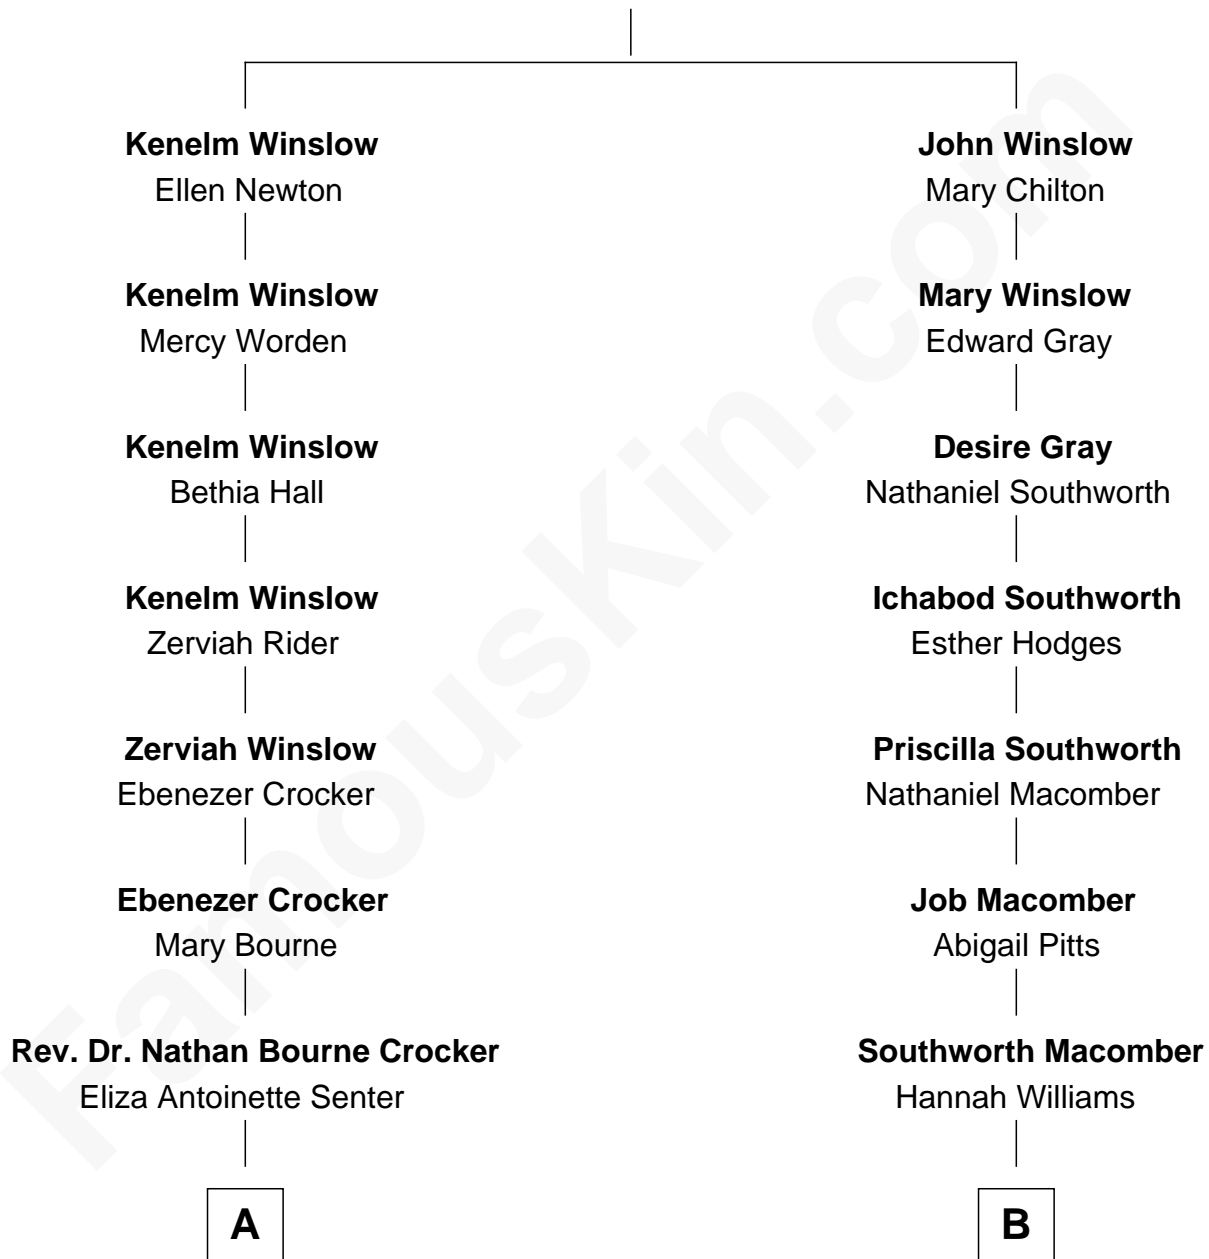 Kenelm Winslow
Ellen Newton
Kenelm Winslow
Mercy Worden
Kenelm Winslow
Bethia Hall
Kenelm Winslow
Zerviah Rider
Zerviah Winslow
Ebenezer Crocker
Ebenezer Crocker
Mary Bourne
Rev. Dr. Nathan Bourne Crocker
Eliza Antoinette Senter
A
John Winslow
Mary Chilton
Mary Winslow
Edward Gray
Desire Gray
Nathaniel Southworth
Ichabod Southworth
Esther Hodges
Priscilla Southworth
Nathaniel Macomber
Job Macomber
Abigail Pitts
Southworth Macomber
Hannah Williams
B
FamousKin.com